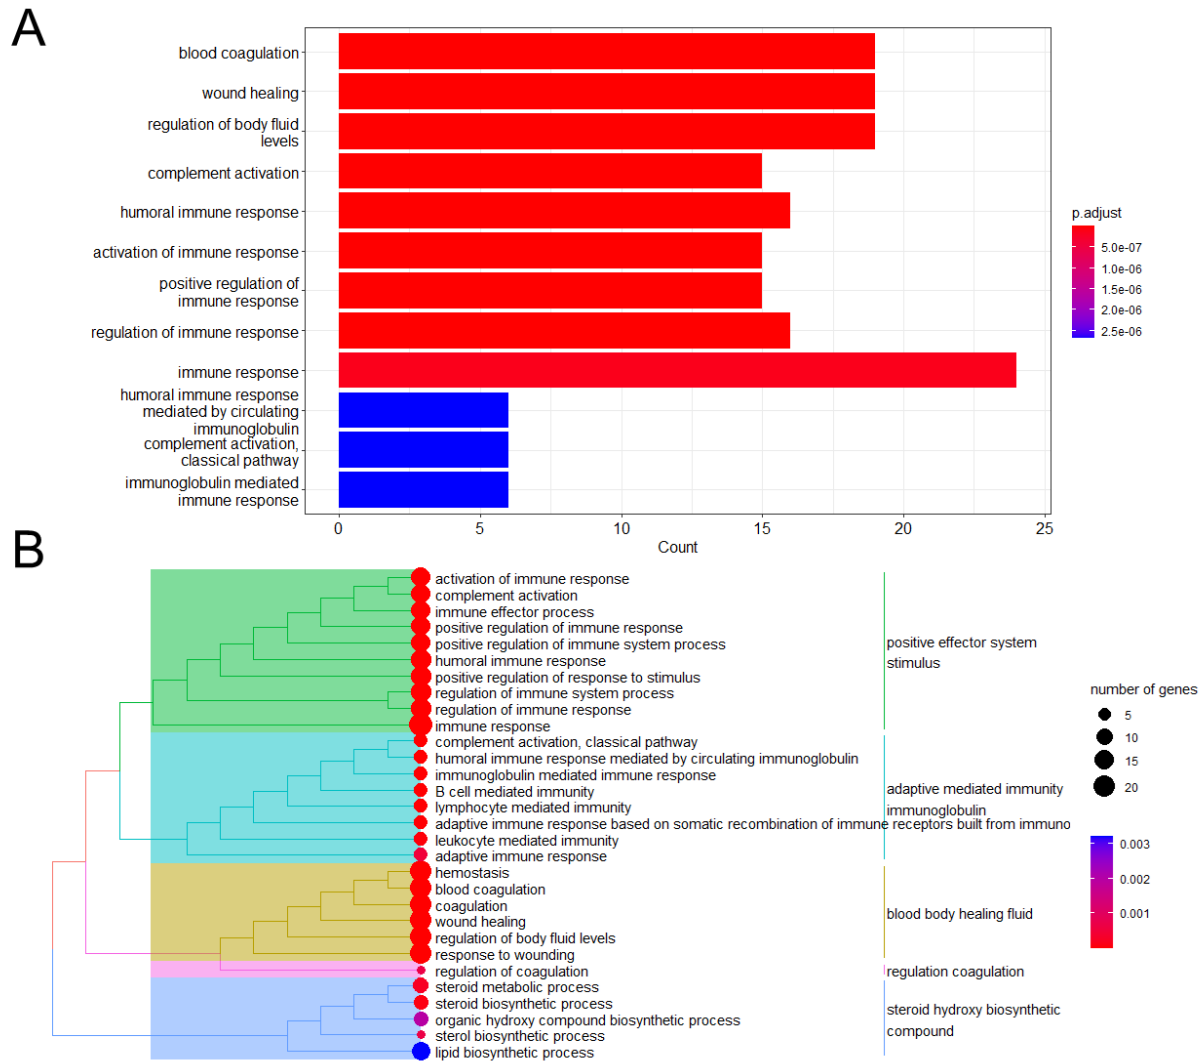 A
blood coagulation
wound healing
regulation of body fluid
levels
complement activation
humoral immune response
activation of immune response
positive regulation of
immune response
regulation of immune response
immune response
humoral immune response
mediated by circulating
immunoglobulin
complement activation,
classical pathway
immunoglobulin mediated
immune response
0
5
10
15
20
25
Count
p.adjust
5.0e-07
1.0e-06
1.5e-06
2.0e-06
2.5e-06
B
activation of immune response
complement activation
immune effector process
positive regulation of immune response
positive regulation of immune system process
humoral immune response
positive regulation of response to stimulus
regulation of immune system process
regulation of immune response
immune response
complement activation, classical pathway
humoral immune response mediated by circulating immunoglobulin
immunoglobulin mediated immune response
B cell mediated immunity
lymphocyte mediated immunity
adaptive immune response based on somatic recombination of immune receptors built from immuno
leukocyte mediated immunity
adaptive immune response
hemostasis
blood coagulation
coagulation
wound healing
regulation of body fluid levels
response to wounding
regulation of coagulation
steroid metabolic process
steroid biosynthetic process
organic hydroxy compound biosynthetic process
sterol biosynthetic process
lipid biosynthetic process
positive effector system
stimulus
adaptive mediated immunity
immunoglobulin
blood body healing fluid
regulation coagulation
steroid hydroxy biosynthetic
compound
number of genes
5
10
15
20
0.003
0.002
0.001